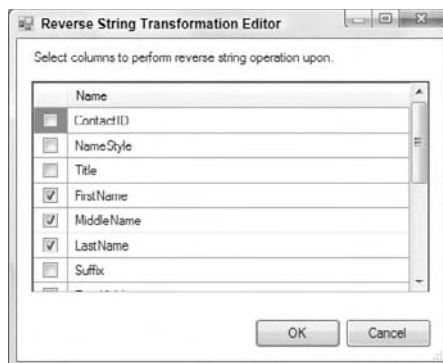 Reverse String Transformation Editor
Select columns to perform reverse string operation upon.
Name
ContactID
NameStyle
Title
FirstName
MiddleName
LastName
Suffix
OK Cancel